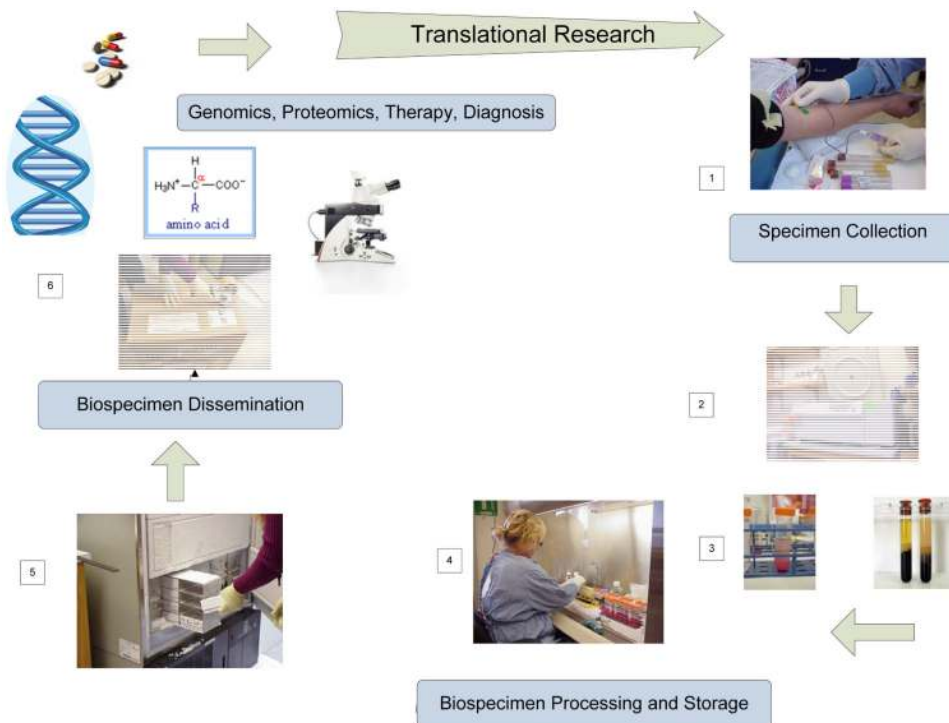 Translational Research
Genomics, Proteomics, Therapy, Diagnosis
H
H₃N⁺—C—COO⁻
α
R
amino acid
1
Specimen Collection
6
2
Biospecimen Dissemination
3
4
5
Biospecimen Processing and Storage